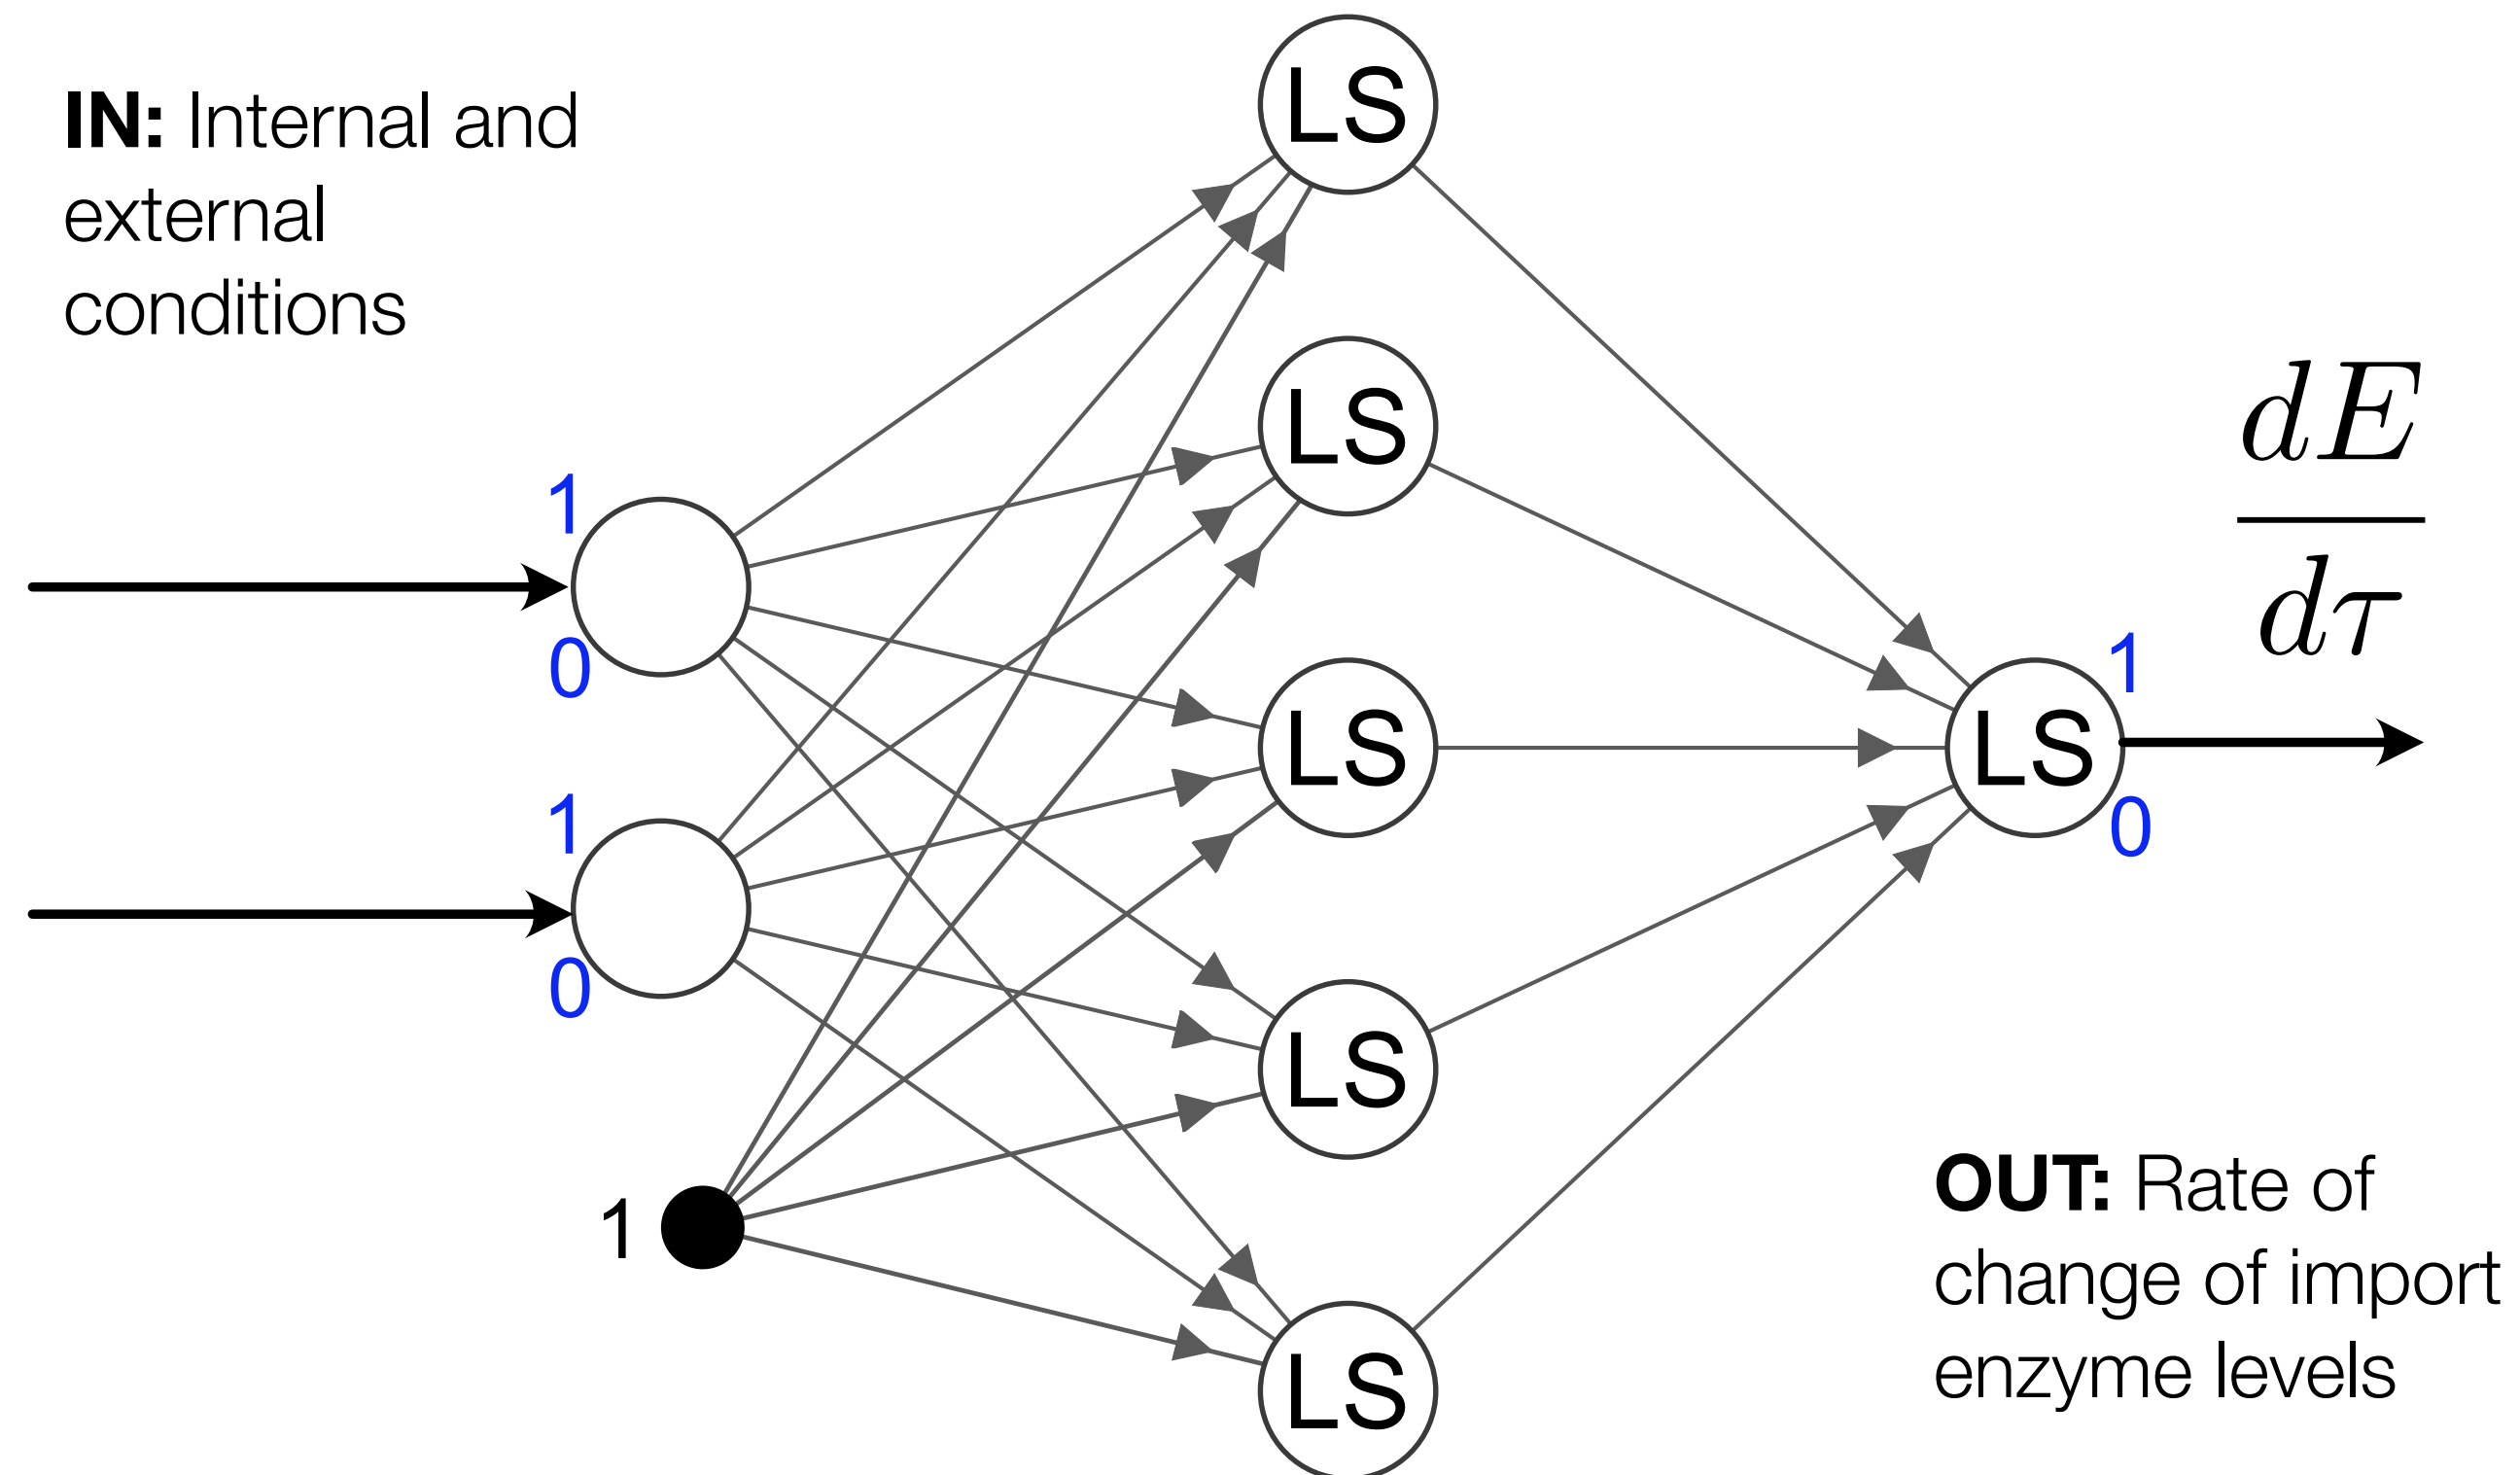 IN: Internal and
external
conditions
LS
LS
LS
LS
LS
1
0
1
0
1
LS
1
0
dE
dτ
OUT: Rate of
change of import
enzyme levels